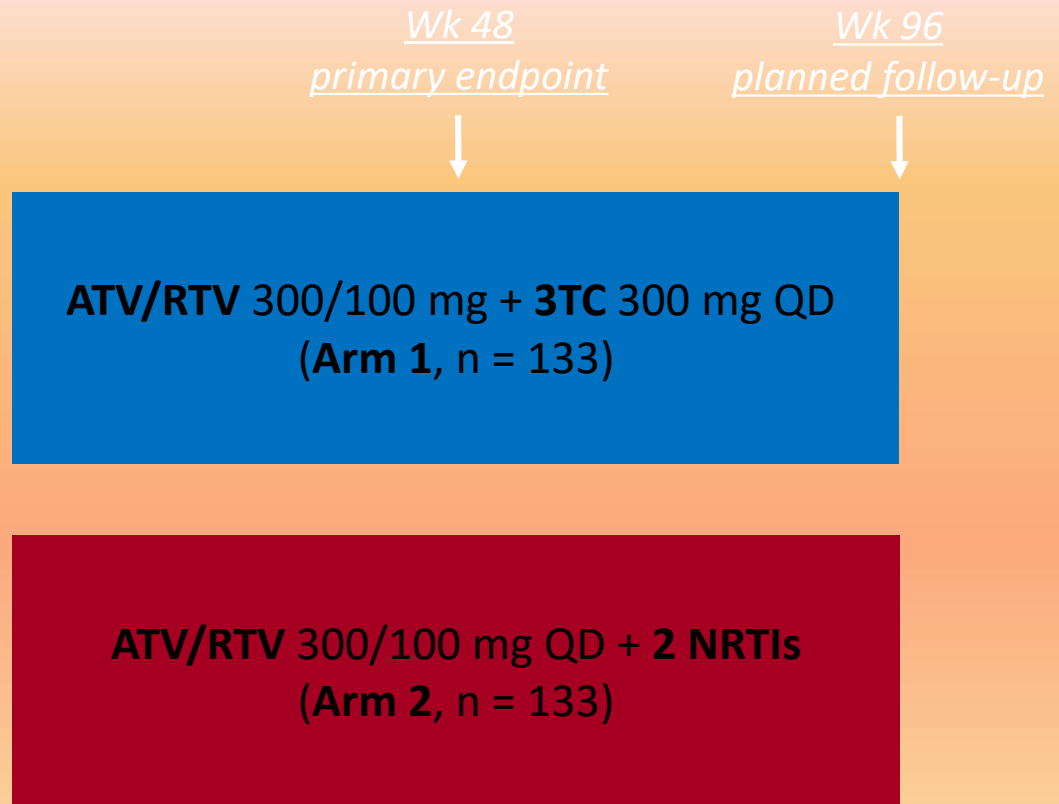 Wk 48
primary endpoint
Wk 96
planned follow-up
ATV/RTV 300/100 mg + 3TC 300 mg QD
(Arm 1, n = 133)
ATV/RTV 300/100 mg QD + 2 NRTIs
(Arm 2, n = 133)